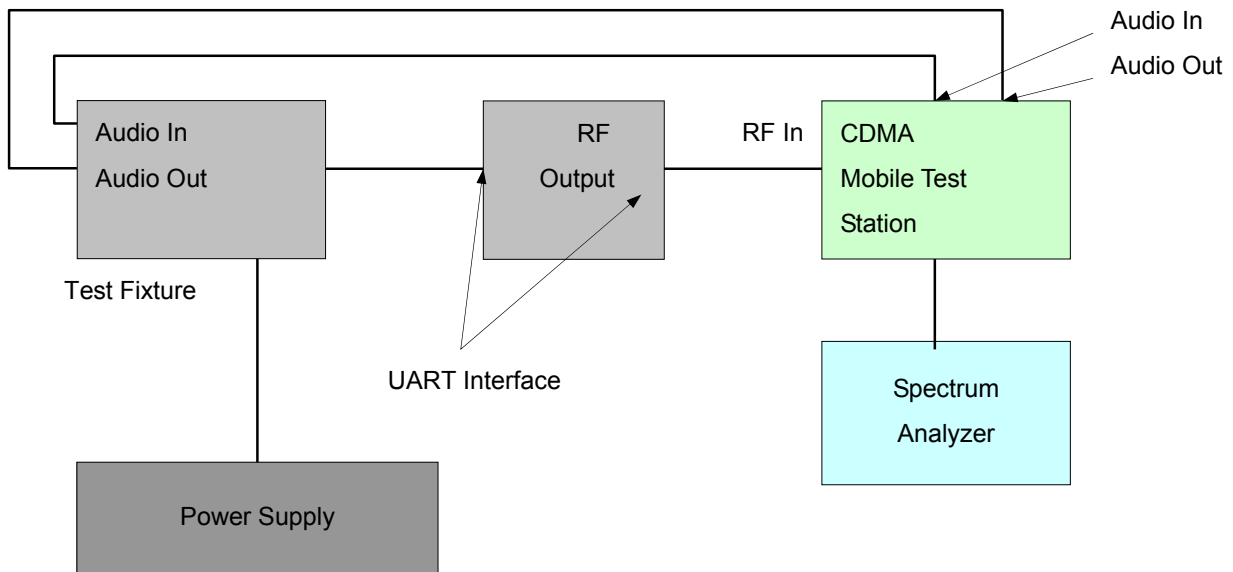 Audio In
Audio Out
Audio In
Audio Out
RF
Output
RF In
CDMA
Mobile Test
Station
Test Fixture
UART Interface
Spectrum
Analyzer
Power Supply